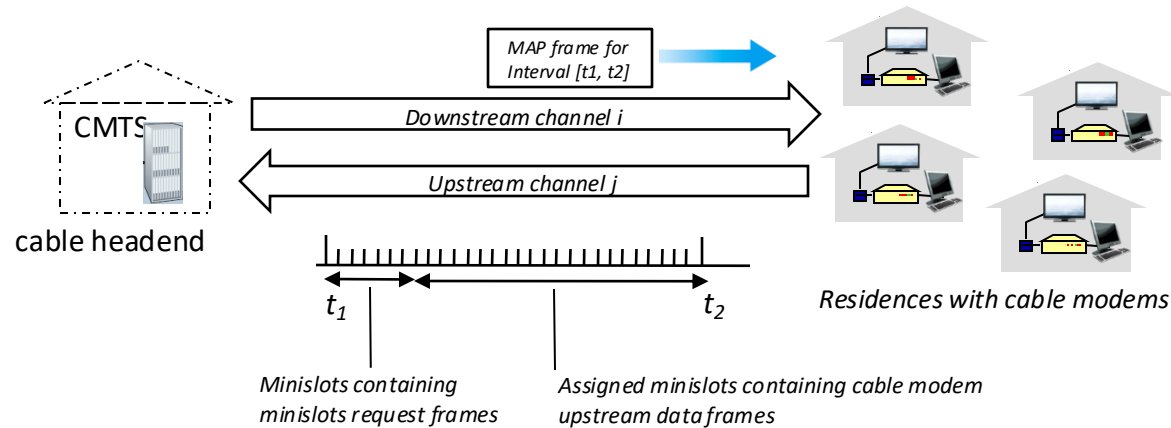 MAP frame for
Interval [t1, t2]
Downstream channel i
CMTS
Upstream channel j
cable headend
t1
t2
Residences with cable modems
Minislots containing
minislots request frames
Assigned minislots containing cable modem
upstream data frames